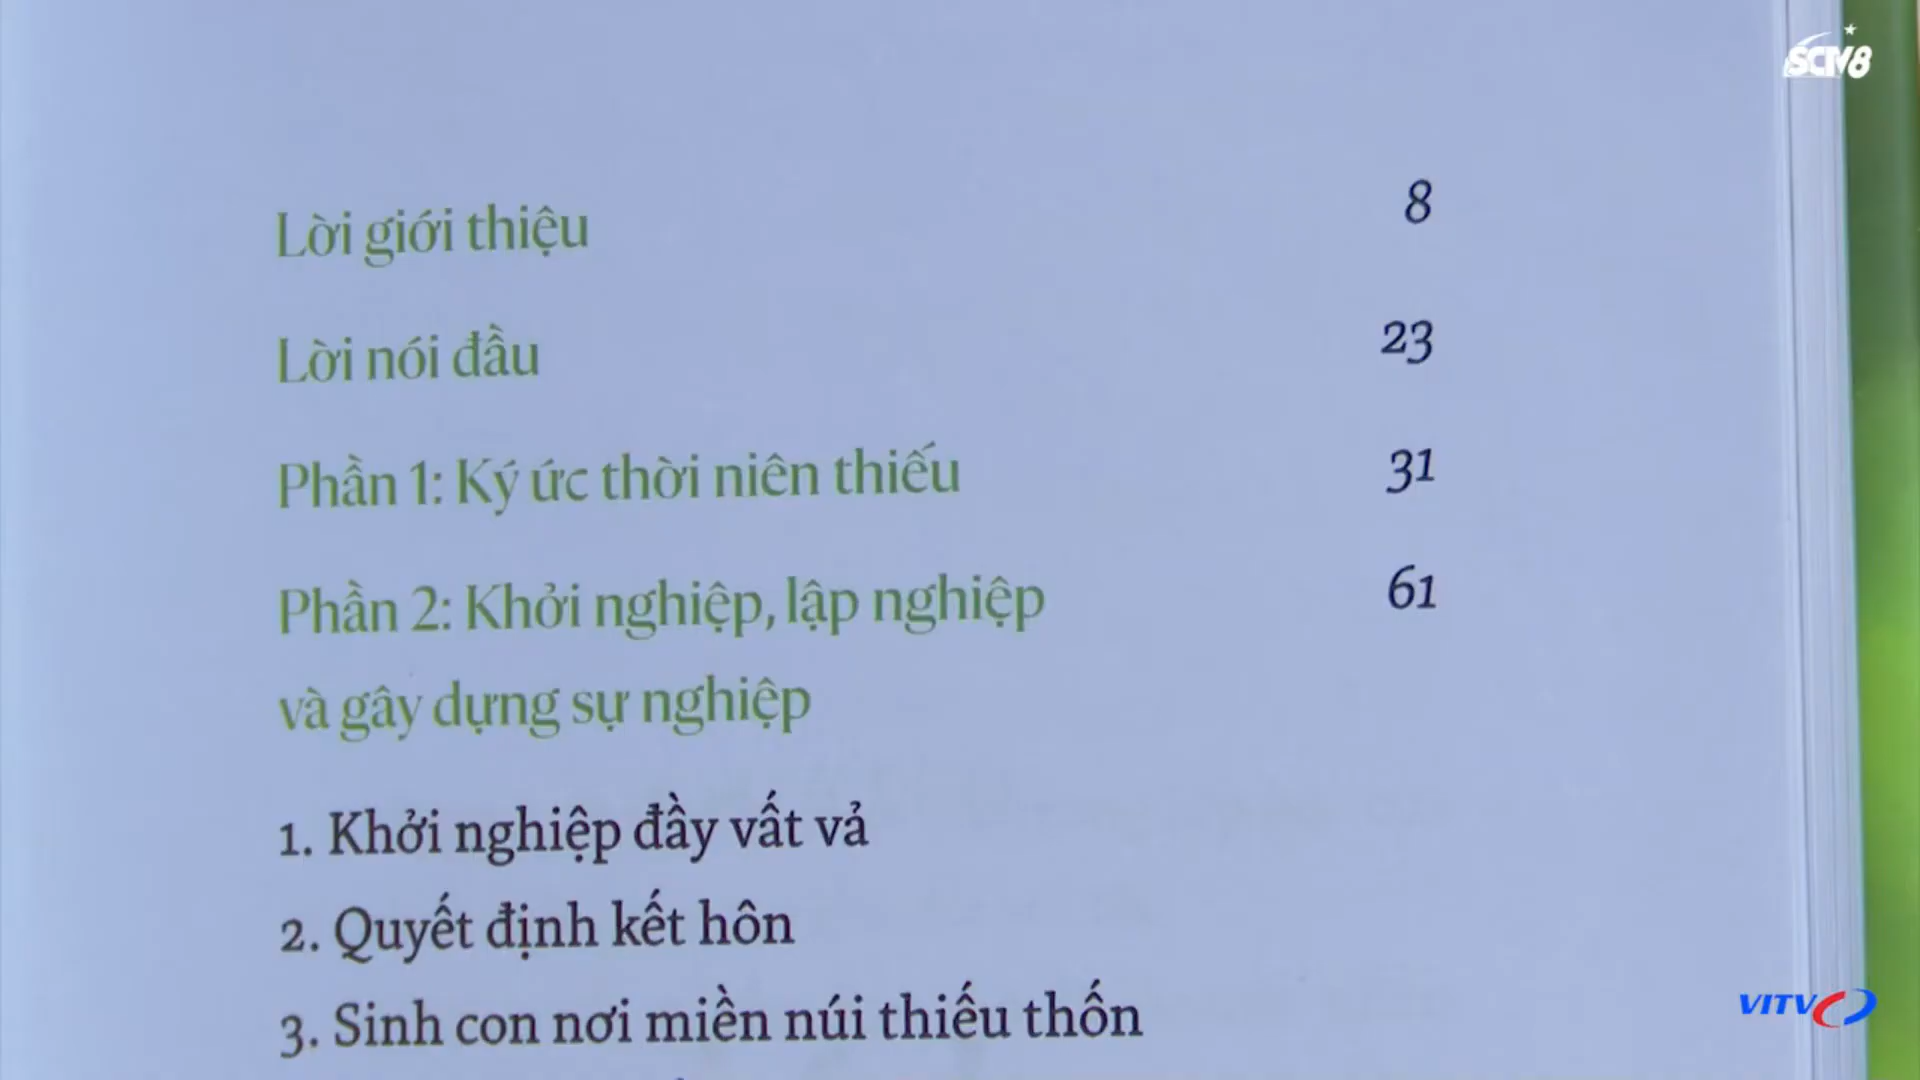 SCTV8
Lời giới thiệu 8
Lời nói đầu 23
Phần 1: Ký ức thời niên thiếu 31
Phần 2: Khởi nghiệp, lập nghiệp 61
và gây dựng sự nghiệp
1. Khởi nghiệp đầy vất vả
2. Quyết định kết hôn
3. Sinh con nơi miền núi thiếu thốn
VITV